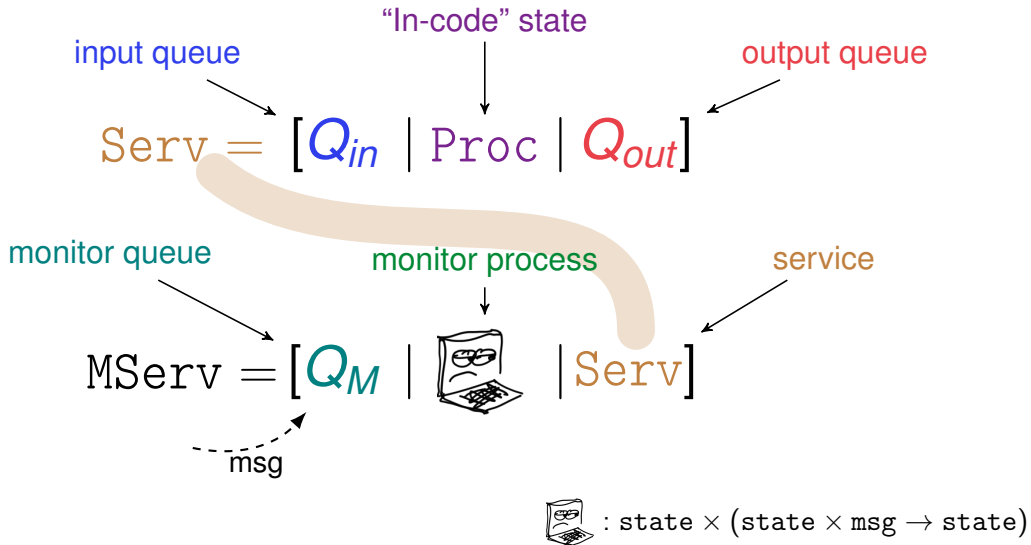 “In-code” state
input queue output queue
Serv = [Q_in | Proc | Q_out]
monitor queue monitor process service
MServ = [Q_M | | Serv]
msg
: state × (state × msg → state)